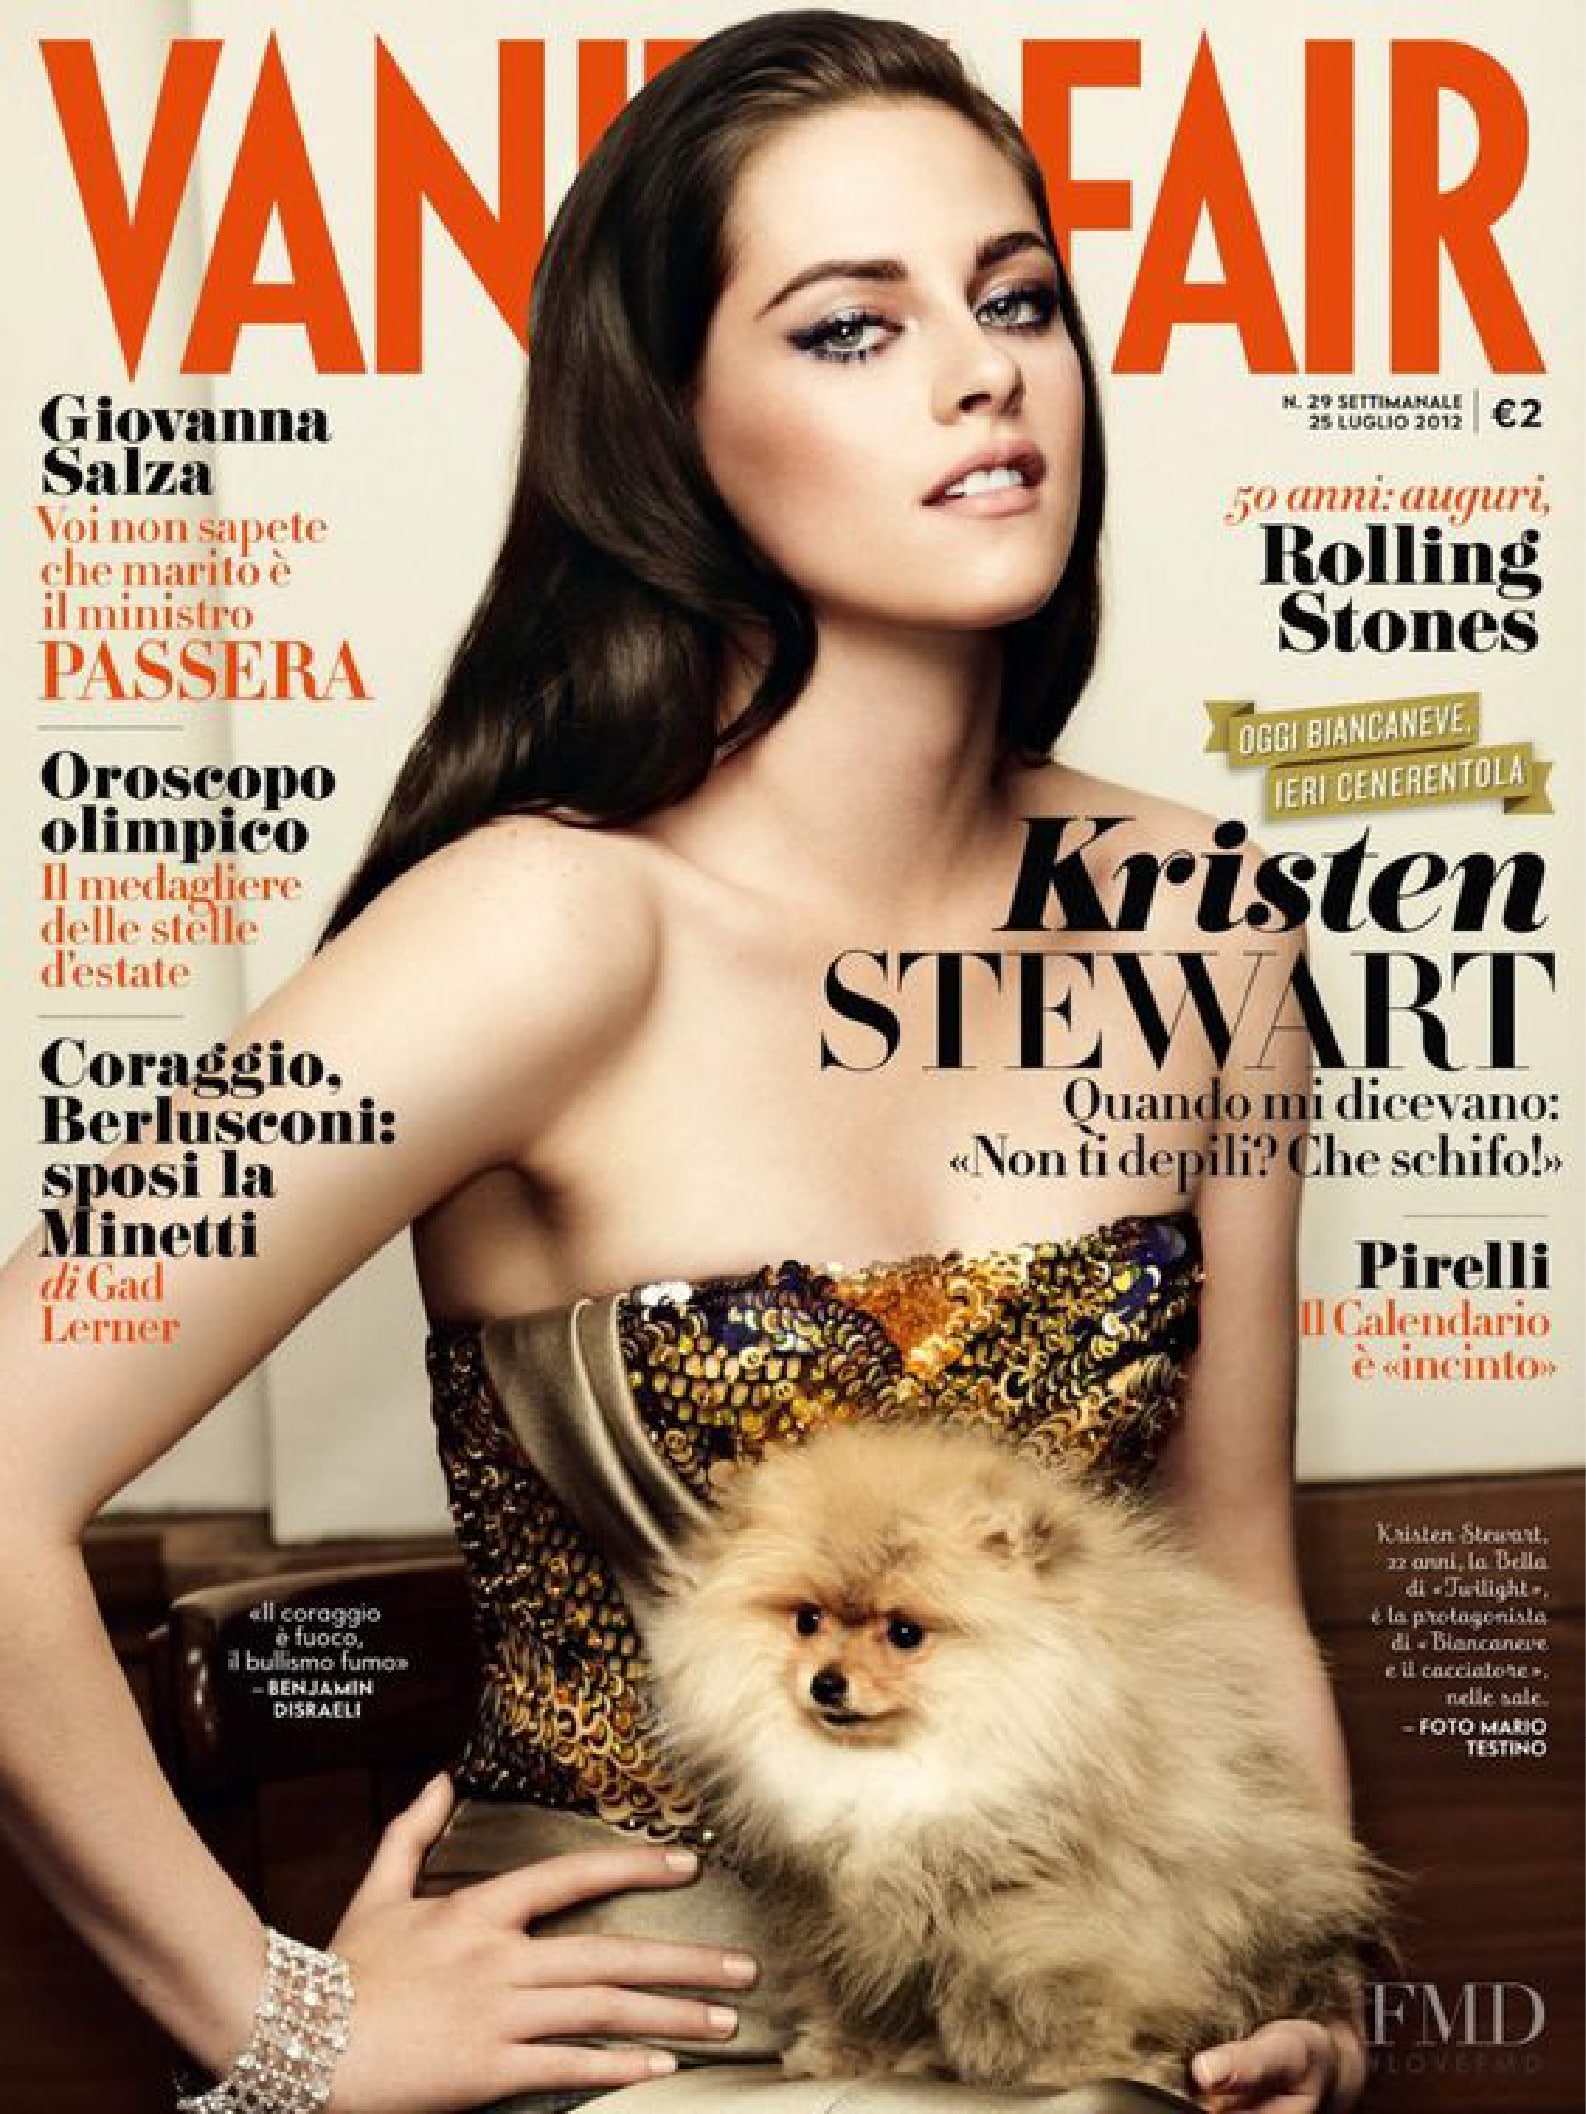 VANITY FAIR
N. 29 SETTIMANALE
25 LUGLIO 2012
€2
Giovanna
Salza
Voi non sapete
che marito è
il ministro
PASSERA
Oroscopo
olimpico
Il medagliere
delle stelle
d'estate
Coraggio,
Berlusconi:
sposi la
Minetti
di Gad
Lerner
50 anni: auguri,
Rolling
Stones
OGGI BIANCANEVE,
IERI CENERENTOLA
Kristen
STEWART
Quando mi dicevano:
«Non ti depili? Che schifo!»
Pirelli
Il Calendario
è «incinto»
«Il coraggio
è fuoco,
il bullismo fumo»
– BENJAMIN
DISRAELI
Kristen Stewart,
22 anni, la Bella
di «Twilight»,
è la protagonista
di «Biancaneve
e il cacciatore»,
nelle sale.
– FOTO MARIO
TESTINO
FMD
#LOVEFMD